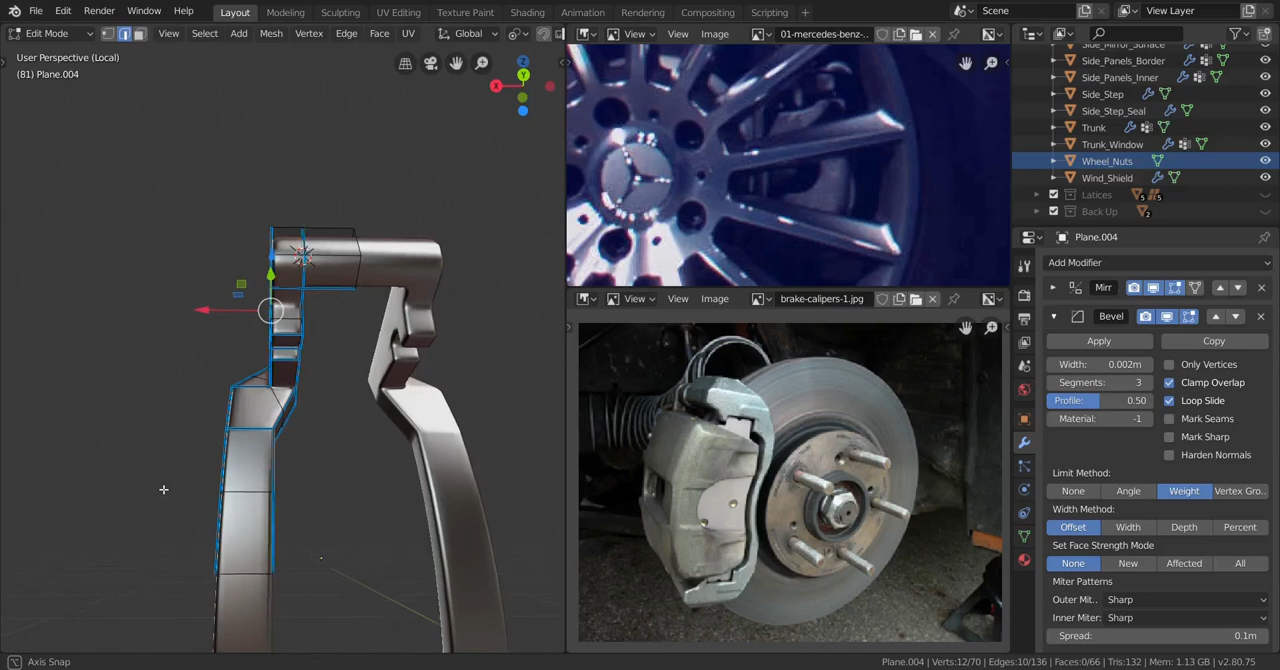 File Edit Render Window Help
Layout Modeling Sculpting UV Editing Texture Paint Shading Animation Rendering Compositing Scripting +
Scene View Layer
Edit Mode View Select Add Mesh Vertex Edge Face UV Global
User Perspective (Local)
(81) Plane.004
Z
Y
X
View View Image 01-mercedes-benz-..
View View Image brake-calipers-1.jpg
Side_Mirror_Surface
Side_Panels_Border
Side_Panels_Inner
Side_Step
Side_Step_Seal
Trunk
Trunk_Window
Wheel_Nuts
Wind_Shield
Latices 5 5
Back Up 2
Plane.004
Add Modifier
Mirr
Bevel
Apply Copy
Width: 0.002m Only Vertices
Segments: 3 Clamp Overlap
Profile: 0.50 Loop Slide
Material: -1 Mark Seams
Mark Sharp
Harden Normals
Limit Method:
None Angle Weight Vertex Gro..
Width Method:
Offset Width Depth Percent
Set Face Strength Mode
None New Affected All
Miter Patterns
Outer Mit.. Sharp
Inner Miter: Sharp
Spread: 0.1m
Axis Snap
Plane.004 | Verts:12/70 | Edges:10/136 | Faces:0/66 | Tris:132 | Mem: 1.13 GB | v2.80.75